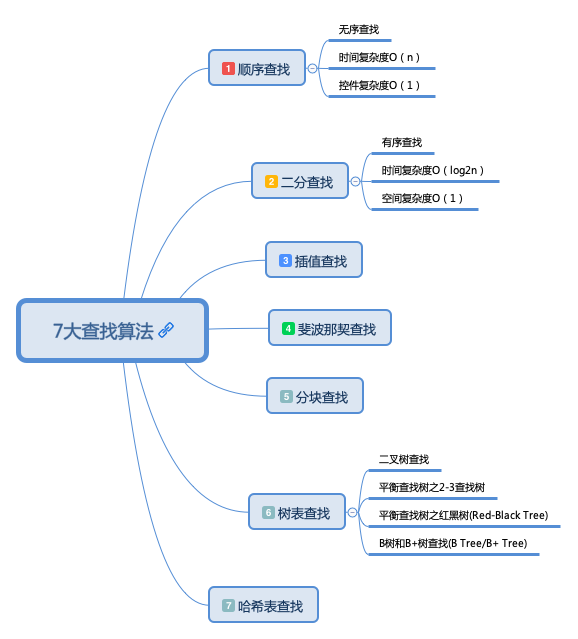 7大查找算法
1 顺序查找
无序查找
时间复杂度O（n）
控件复杂度O（1）
2 二分查找
有序查找
时间复杂度O（log2n）
空间复杂度O（1）
3 插值查找
4 斐波那契查找
5 分块查找
6 树表查找
二叉树查找
平衡查找树之2-3查找树
平衡查找树之红黑树(Red-Black Tree)
B树和B+树查找(B Tree/B+ Tree)
7 哈希表查找